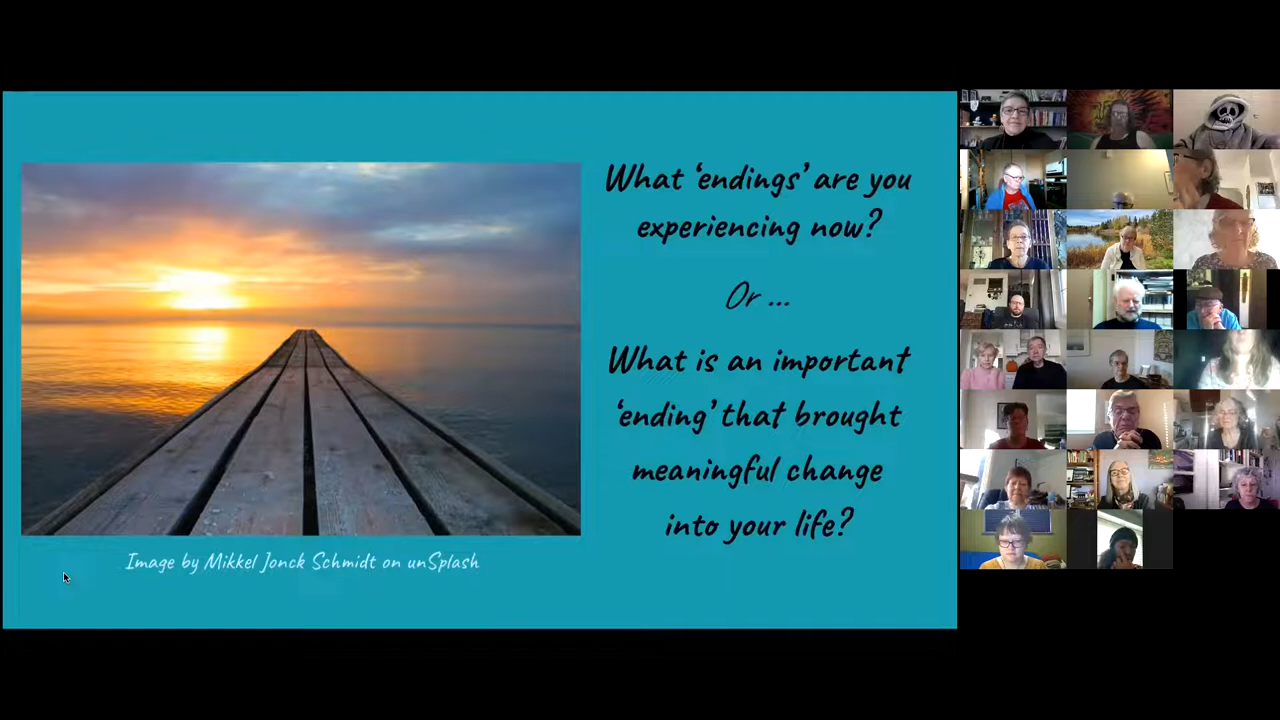 What ‘endings’ are you
experiencing now?
Or ...
What is an important
‘ending’ that brought
meaningful change
into your life?
Image by Mikkel Jonck Schmidt on unSplash